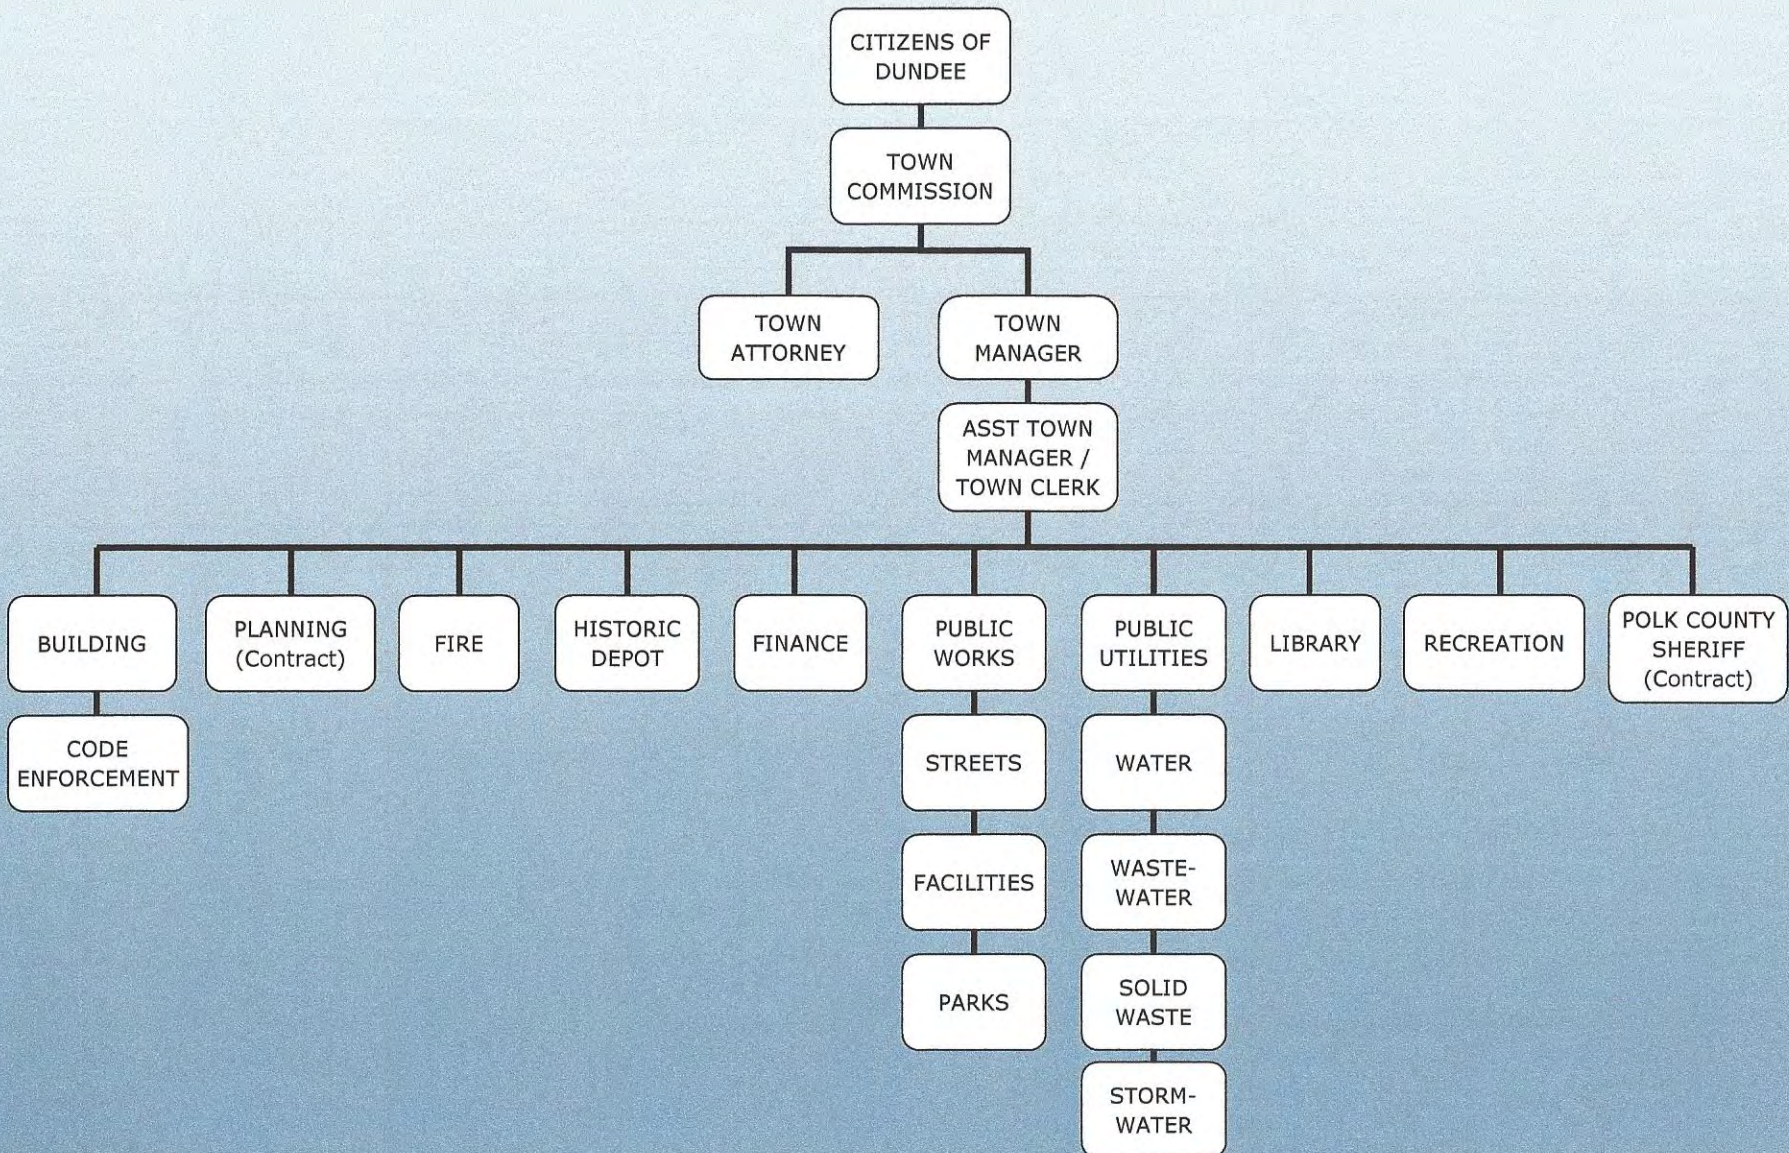 CITIZENS OF
DUNDEE
TOWN
COMMISSION
TOWN
ATTORNEY
TOWN
MANAGER
ASST TOWN
MANAGER /
TOWN CLERK
BUILDING
PLANNING
(Contract)
FIRE
HISTORIC
DEPOT
FINANCE
PUBLIC
WORKS
PUBLIC
UTILITIES
LIBRARY
RECREATION
POLK COUNTY
SHERIFF
(Contract)
CODE
ENFORCEMENT
STREETS
WATER
FACILITIES
WASTE-
WATER
PARKS
SOLID
WASTE
STORM-
WATER